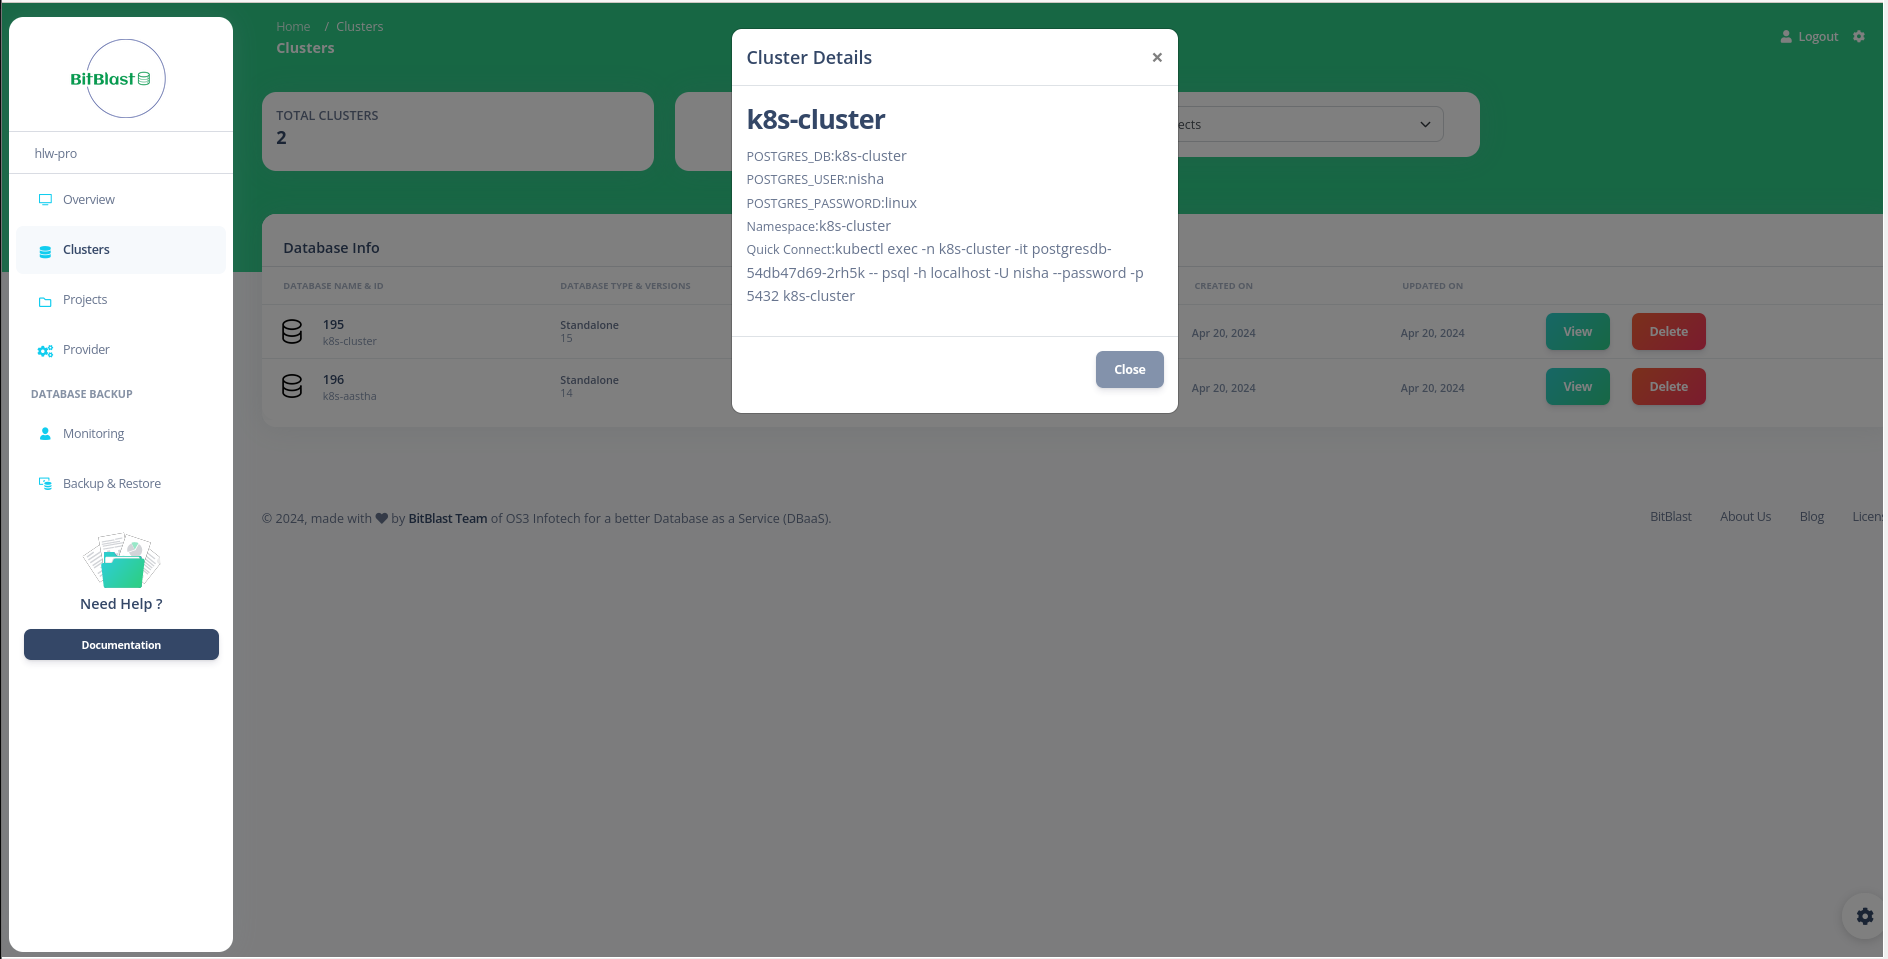 BitBlast
hlw-pro
Overview
Clusters
Projects
Provider
DATABASE BACKUP
Monitoring
Backup & Restore
Need Help ?
Documentation
Home / Clusters
Clusters
Logout
TOTAL CLUSTERS
2
ects
Database Info
DATABASE NAME & ID DATABASE TYPE & VERSIONS CREATED ON UPDATED ON
195 Standalone
k8s-cluster 15 Apr 20, 2024 Apr 20, 2024 View Delete
196 Standalone
k8s-aastha 14 Apr 20, 2024 Apr 20, 2024 View Delete
Cluster Details ×
k8s-cluster
POSTGRES_DB:k8s-cluster
POSTGRES_USER:nisha
POSTGRES_PASSWORD:linux
Namespace:k8s-cluster
Quick Connect:kubectl exec -n k8s-cluster -it postgresdb-
54db47d69-2rh5k -- psql -h localhost -U nisha --password -p
5432 k8s-cluster
Close
© 2024, made with by BitBlast Team of OS3 Infotech for a better Database as a Service (DBaaS).
BitBlast About Us Blog Licens